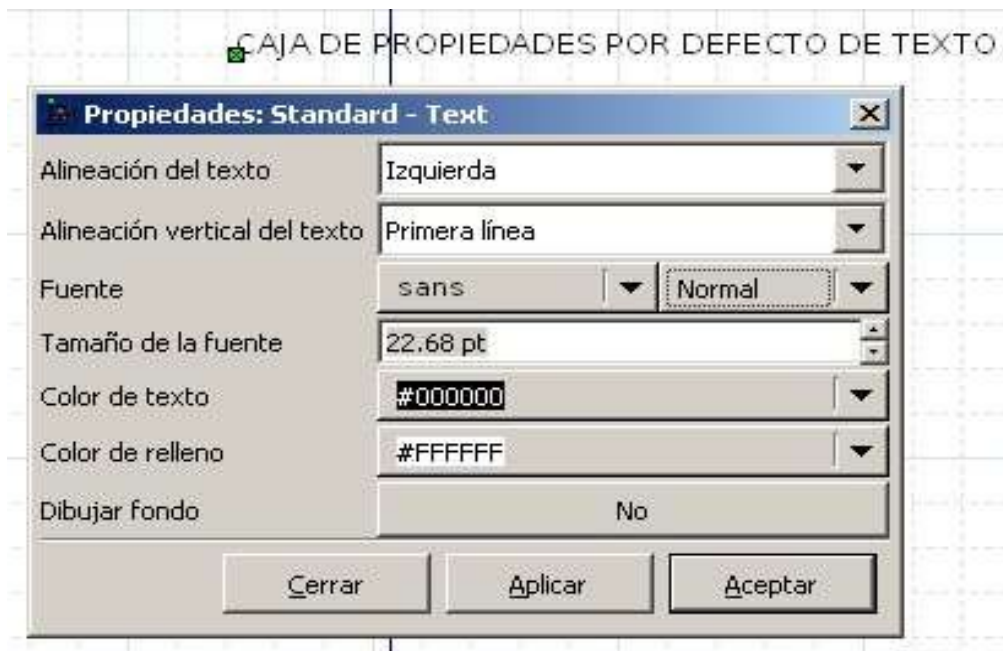 CAJA DE PROPIEDADES POR DEFECTO DE TEXTO
Propiedades: Standard - Text
Alineación del texto Izquierda
Alineación vertical del texto Primera línea
Fuente sans Normal
Tamaño de la fuente 22.68 pt
Color de texto #000000
Color de relleno #FFFFFF
Dibujar fondo No
Cerrar Aplicar Aceptar